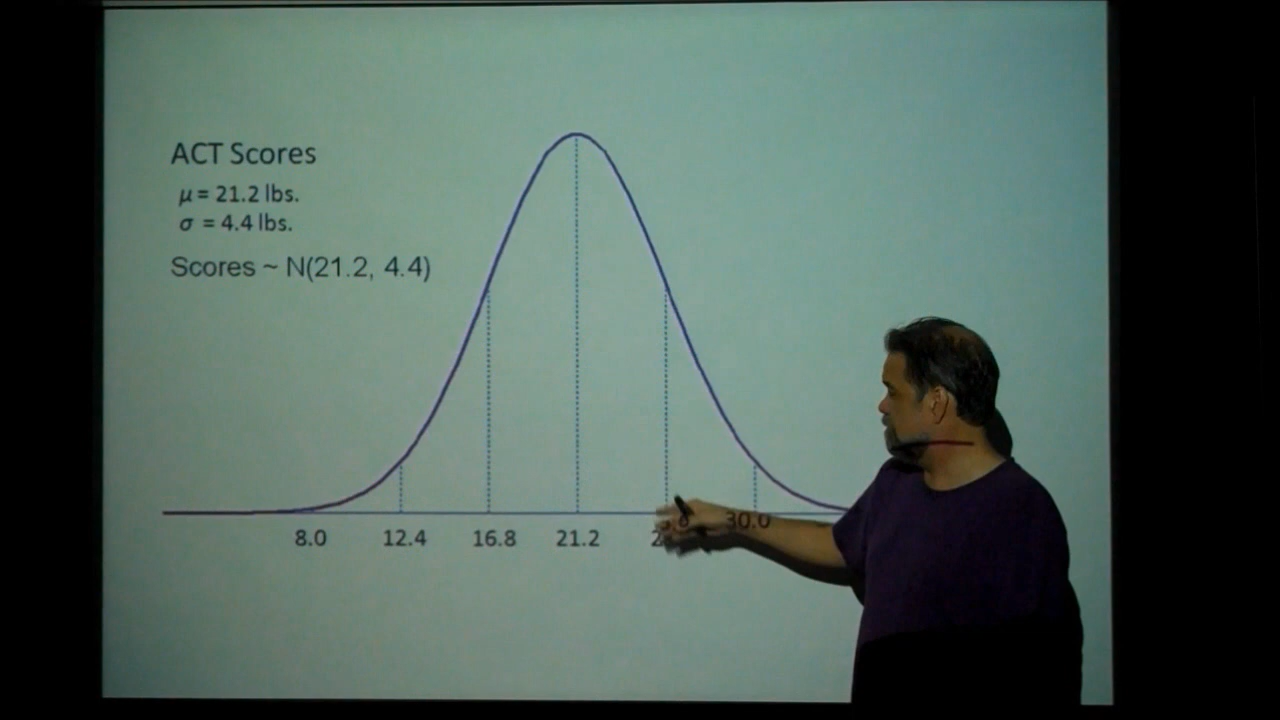 ACT Scores
μ = 21.2 lbs.
σ = 4.4 lbs.
Scores ~ N(21.2, 4.4)
30.0
8.0 12.4 16.8 21.2